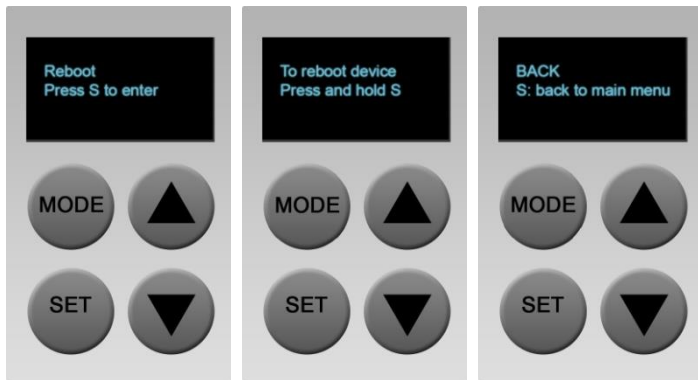 Reboot
Press S to enter
MODE
SET
To reboot device
Press and hold S
MODE
SET
BACK
S: back to main menu
MODE
SET